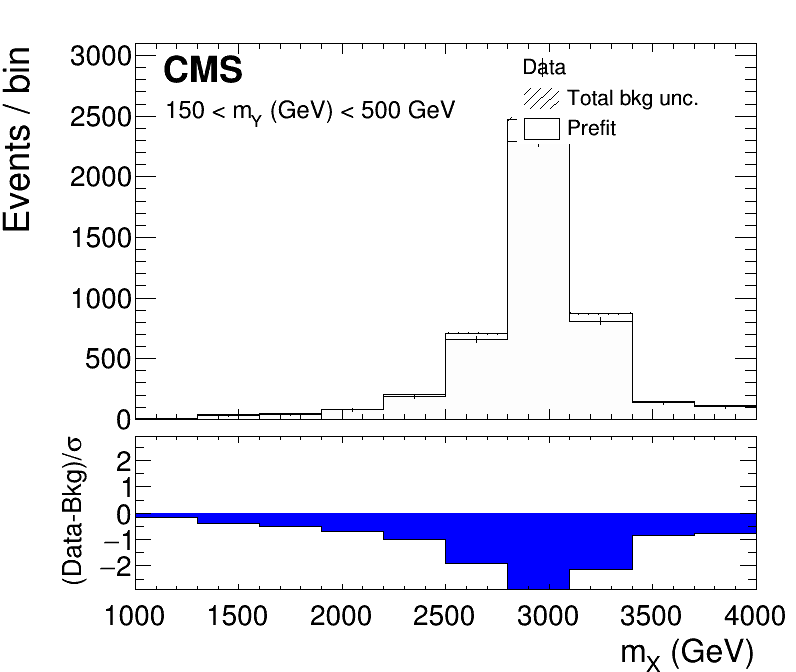 CMS
150 < mY (GeV) < 500 GeV
Data
Total bkg unc.
Prefit
Events / bin
3000
2500
2000
1500
1000
500
0
(Data-Bkg)/σ
2
1
0
−1
−2
1000 1500 2000 2500 3000 3500 4000
mX (GeV)